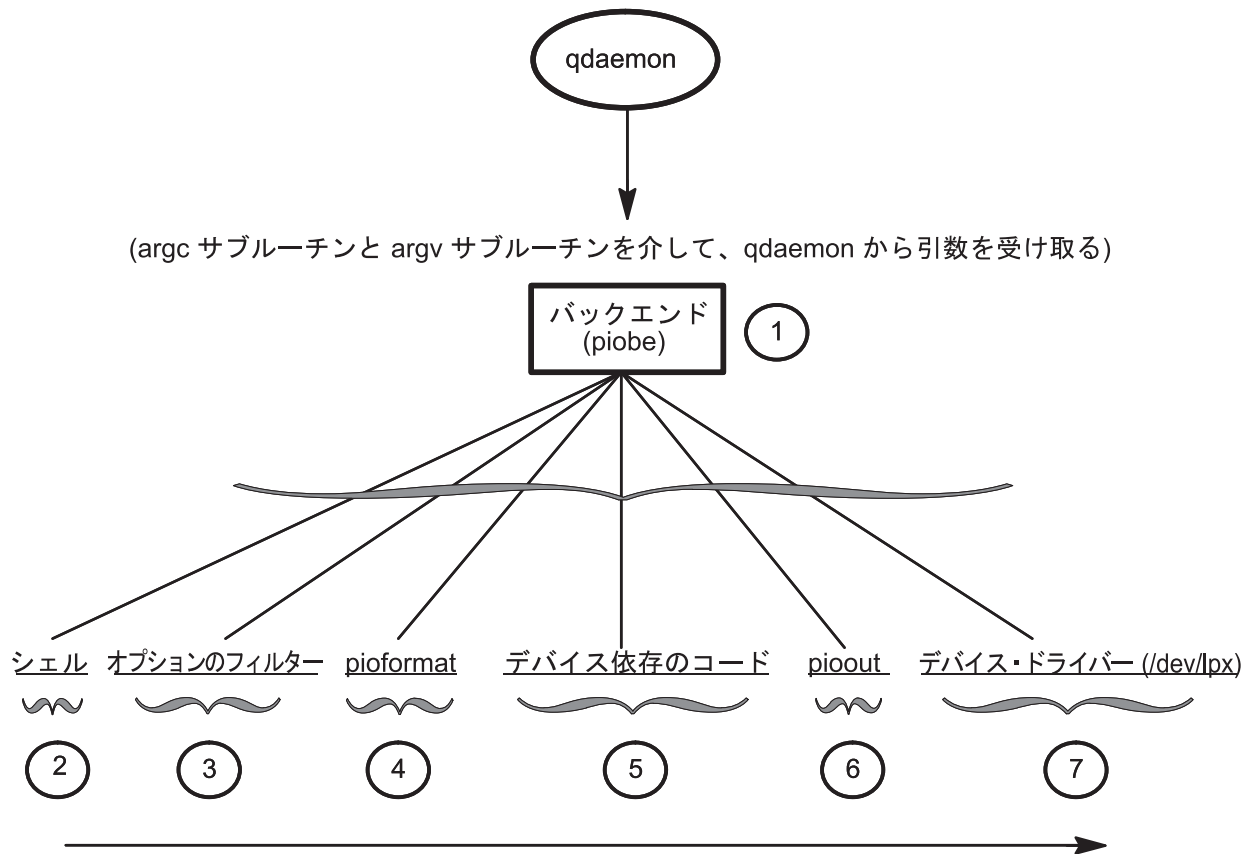 qdaemon
(argc サブルーチンと argv サブルーチンを介して、qdaemon から引数を受け取る)
バックエンド
(piobe)
1
シェル オプションのフィルター pioformat デバイス依存のコード pioout デバイス・ドライバー (/dev/lpx)
2 3 4 5 6 7